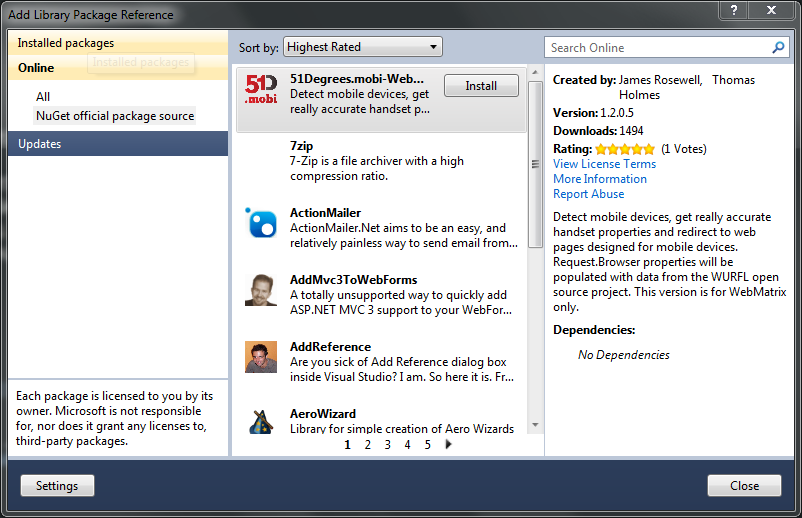 Add Library Package Reference
?
X
Installed packages
Installed packages
Online
All
NuGet official package source
Updates
Each package is licensed to you by its
owner. Microsoft is not responsible
for, nor does it grant any licenses to,
third-party packages.
Sort by: Highest Rated
51D
.mobi
51Degrees.mobi-Web...
Detect mobile devices, get
really accurate handset p...
Install
7zip
7-Zip is a file archiver with a high
compression ratio.
ActionMailer
ActionMailer.Net aims to be an easy, and
relatively painless way to send email from...
AddMvc3ToWebForms
A totally unsupported way to quickly add
ASP.NET MVC 3 support to your WebFor...
AddReference
Are you sick of Add Reference dialog box
inside Visual Studio? I am. So here it is. Fr...
AeroWizard
Library for simple creation of Aero Wizards
1 2 3 4 5
Search Online
Created by: James Rosewell, Thomas
Holmes
Version: 1.2.0.5
Downloads: 1494
Rating: (1 Votes)
View License Terms
More Information
Report Abuse
Detect mobile devices, get really accurate
handset properties and redirect to web
pages designed for mobile devices.
Request.Browser properties will be
populated with data from the WURFL open
source project. This version is for WebMatrix
only.
Dependencies:
No Dependencies
Settings
Close